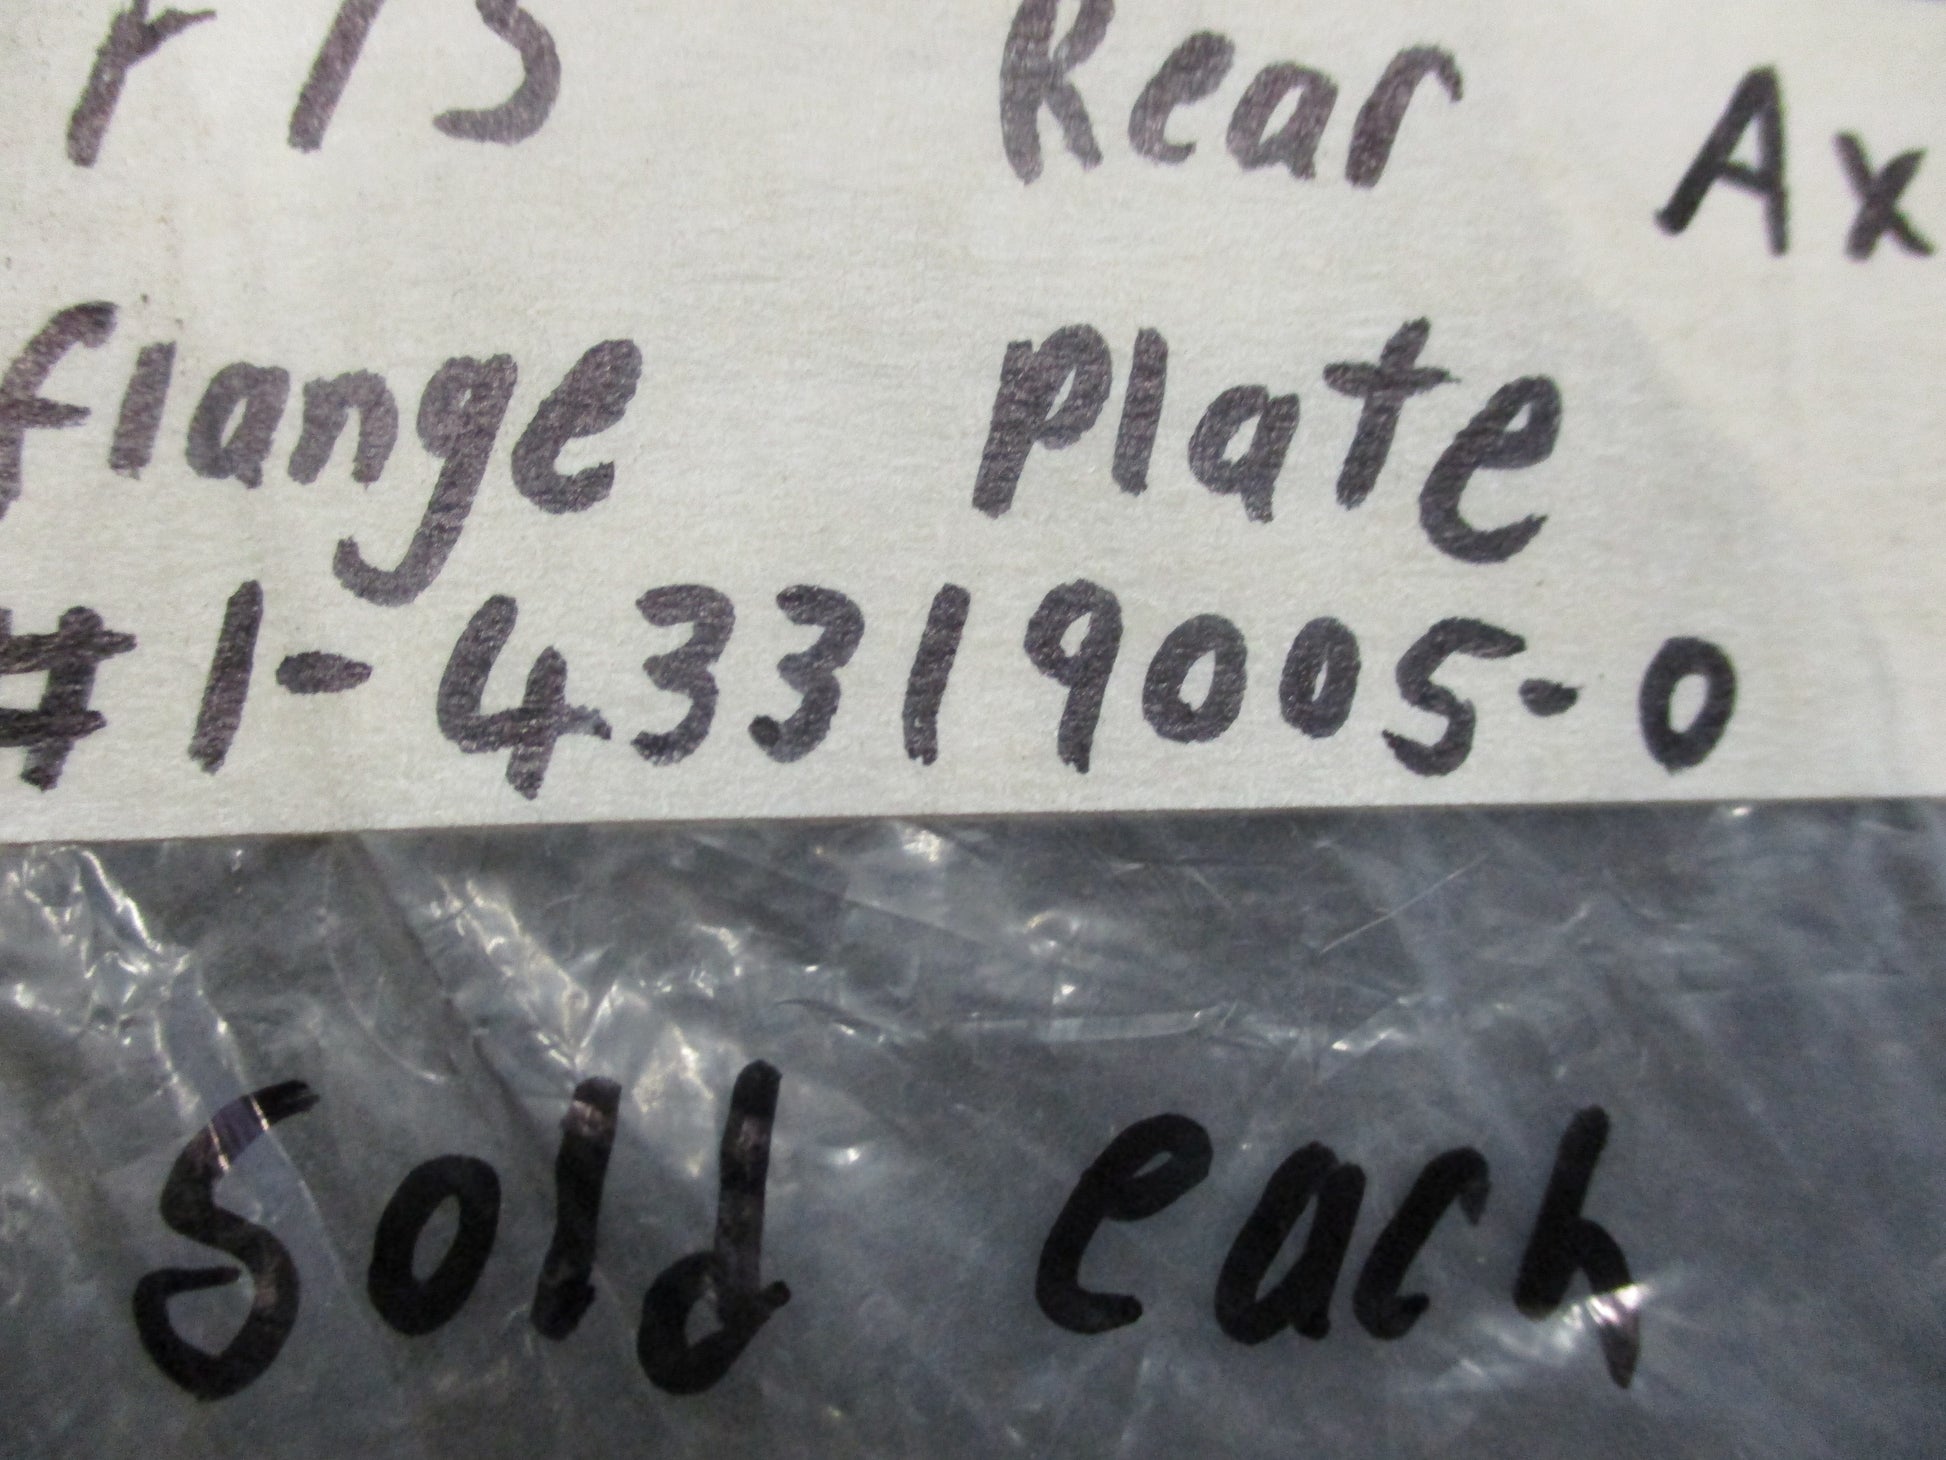 Rear Ax
flange plate
#1-43319005-0
Sold each